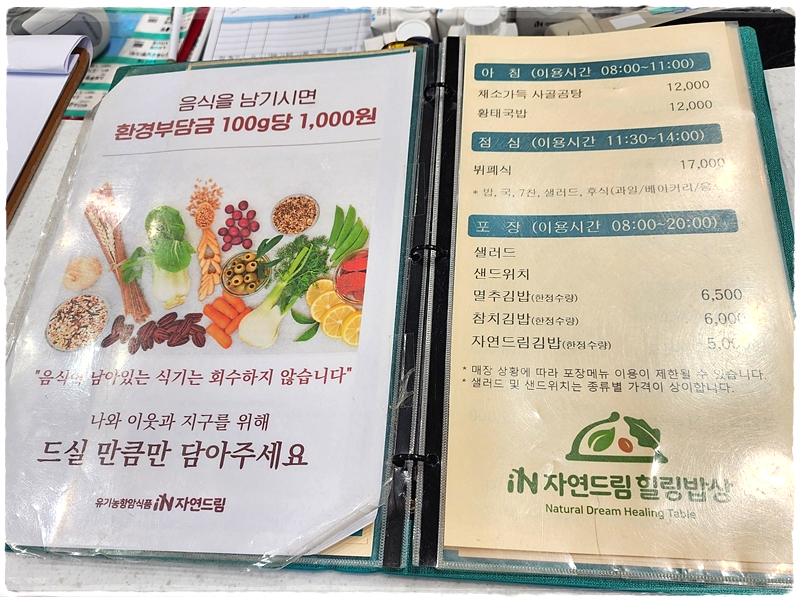 음식을 남기시면
환경부담금 100g당 1,000원
"음식이 남아있는 식기는 회수하지 않습니다"
나와 이웃과 지구를 위해
드실 만큼만 담아주세요
유기농항암식품 iN 자연드림
아 침 (이용시간 08:00~11:00)
채소가득 사골곰탕 12,000
황태국밥 12,000
점 심 (이용시간 11:30~14:00)
뷔페식 17,000
* 밥, 국, 7찬, 샐러드, 후식(과일/베이커리/음
포 장 (이용시간 08:00~20:00)
샐러드
샌드위치
멸추김밥(한정수량) 6,500
참치김밥(한정수량) 6,000
자연드림김밥(한정수량) 5,00
* 매장 상황에 따라 포장메뉴 이용이 제한될 수 있습니다.
* 샐러드 및 샌드위치는 종류별 가격이 상이합니다.
iN 자연드림 힐링밥상
Natural Dream Healing Table